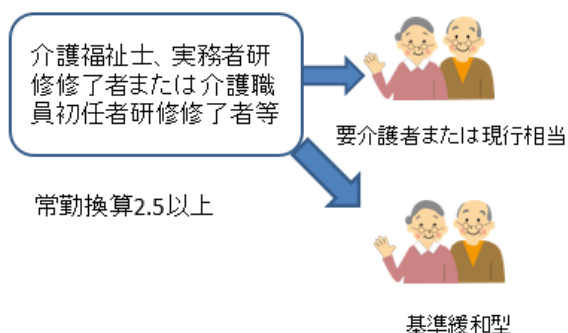 介護福祉士、実務者研
修修了者または介護職
員初任者研修修了者等
要介護者または現行相当
常勤換算2.5以上
基準緩和型